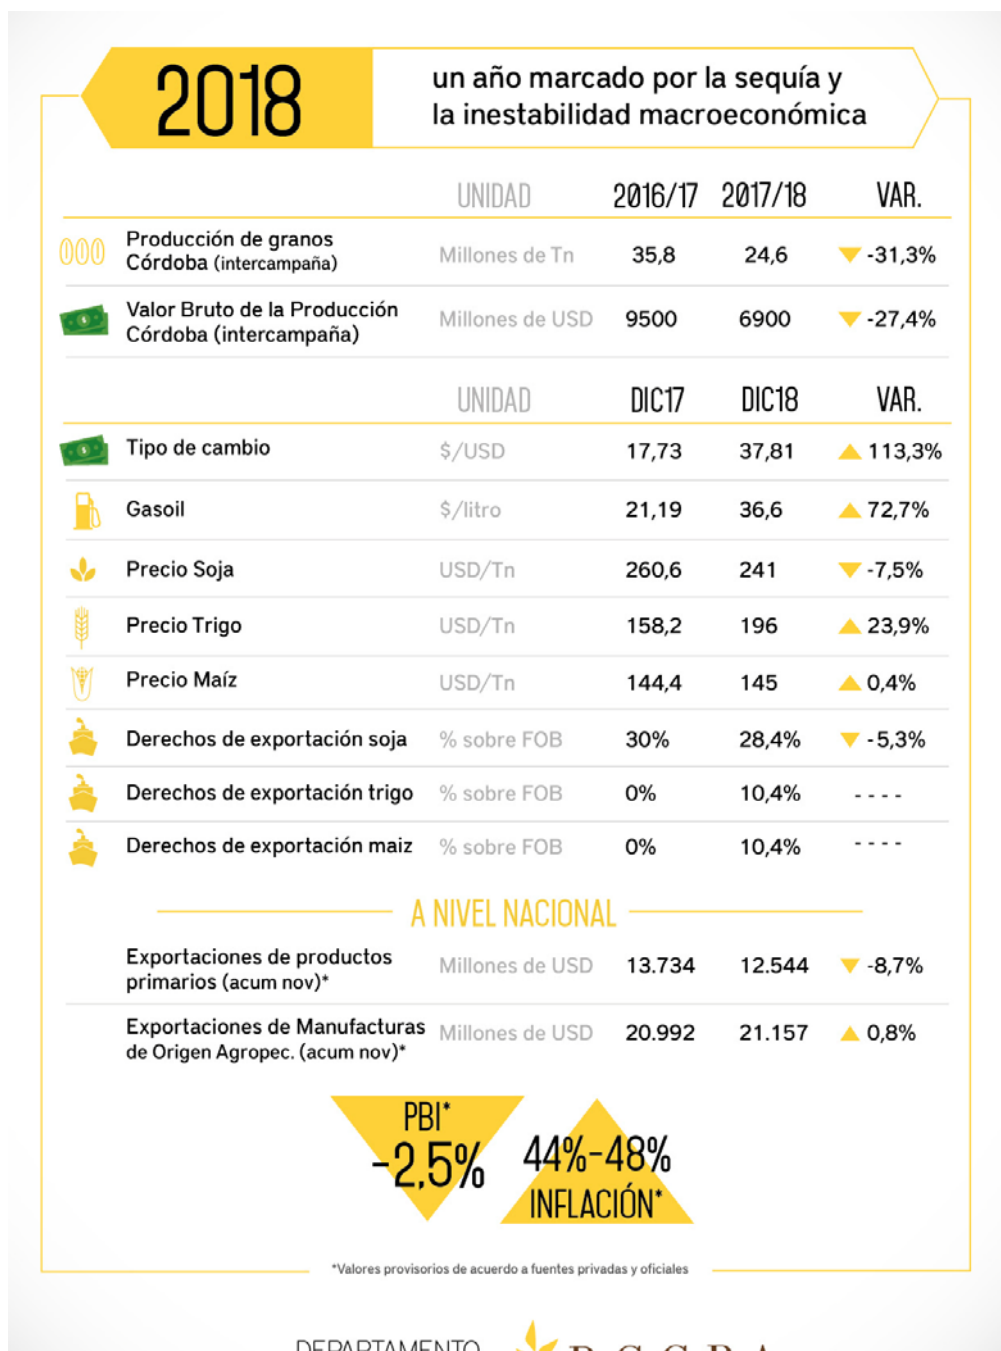 2018
un año marcado por la sequía y
la inestabilidad macroeconómica
UNIDAD 2016/17 2017/18 VAR.
Producción de granos
Córdoba (intercampaña) Millones de Tn 35,8 24,6 -31,3%
Valor Bruto de la Producción
Córdoba (intercampaña) Millones de USD 9500 6900 -27,4%
UNIDAD DIC17 DIC18 VAR.
Tipo de cambio $/USD 17,73 37,81 113,3%
Gasoil $/litro 21,19 36,6 72,7%
Precio Soja USD/Tn 260,6 241 -7,5%
Precio Trigo USD/Tn 158,2 196 23,9%
Precio Maíz USD/Tn 144,4 145 0,4%
Derechos de exportación soja % sobre FOB 30% 28,4% -5,3%
Derechos de exportación trigo % sobre FOB 0% 10,4% ----
Derechos de exportación maiz % sobre FOB 0% 10,4% ----
A NIVEL NACIONAL
Exportaciones de productos
primarios (acum nov)* Millones de USD 13.734 12.544 -8,7%
Exportaciones de Manufacturas
de Origen Agropec. (acum nov)* Millones de USD 20.992 21.157 0,8%
PBI*
-2,5%
44%-48%
INFLACIÓN*
*Valores provisorios de acuerdo a fuentes privadas y oficiales
DEPARTAMENTO